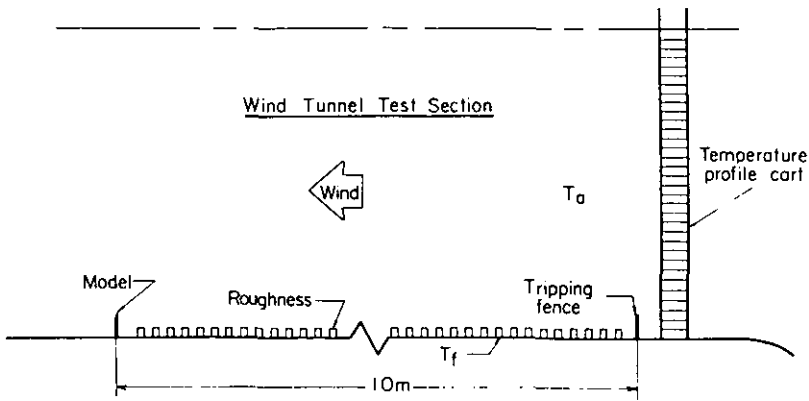 Wind Tunnel Test Section
Temperature
profile cart
Wind
Ta
Model
Roughness
Tripping
fence
Tf
10m